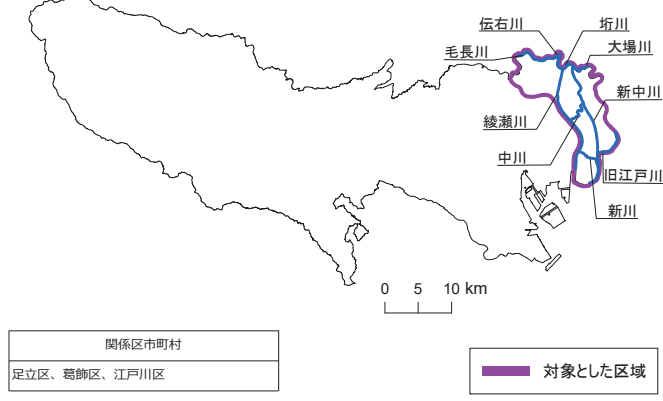 伝右川
垳川
毛長川
大場川
新中川
綾瀬川
中川
旧江戸川
新川
0 5 10 km
関係区市町村
足立区、葛飾区、江戸川区
対象とした区域